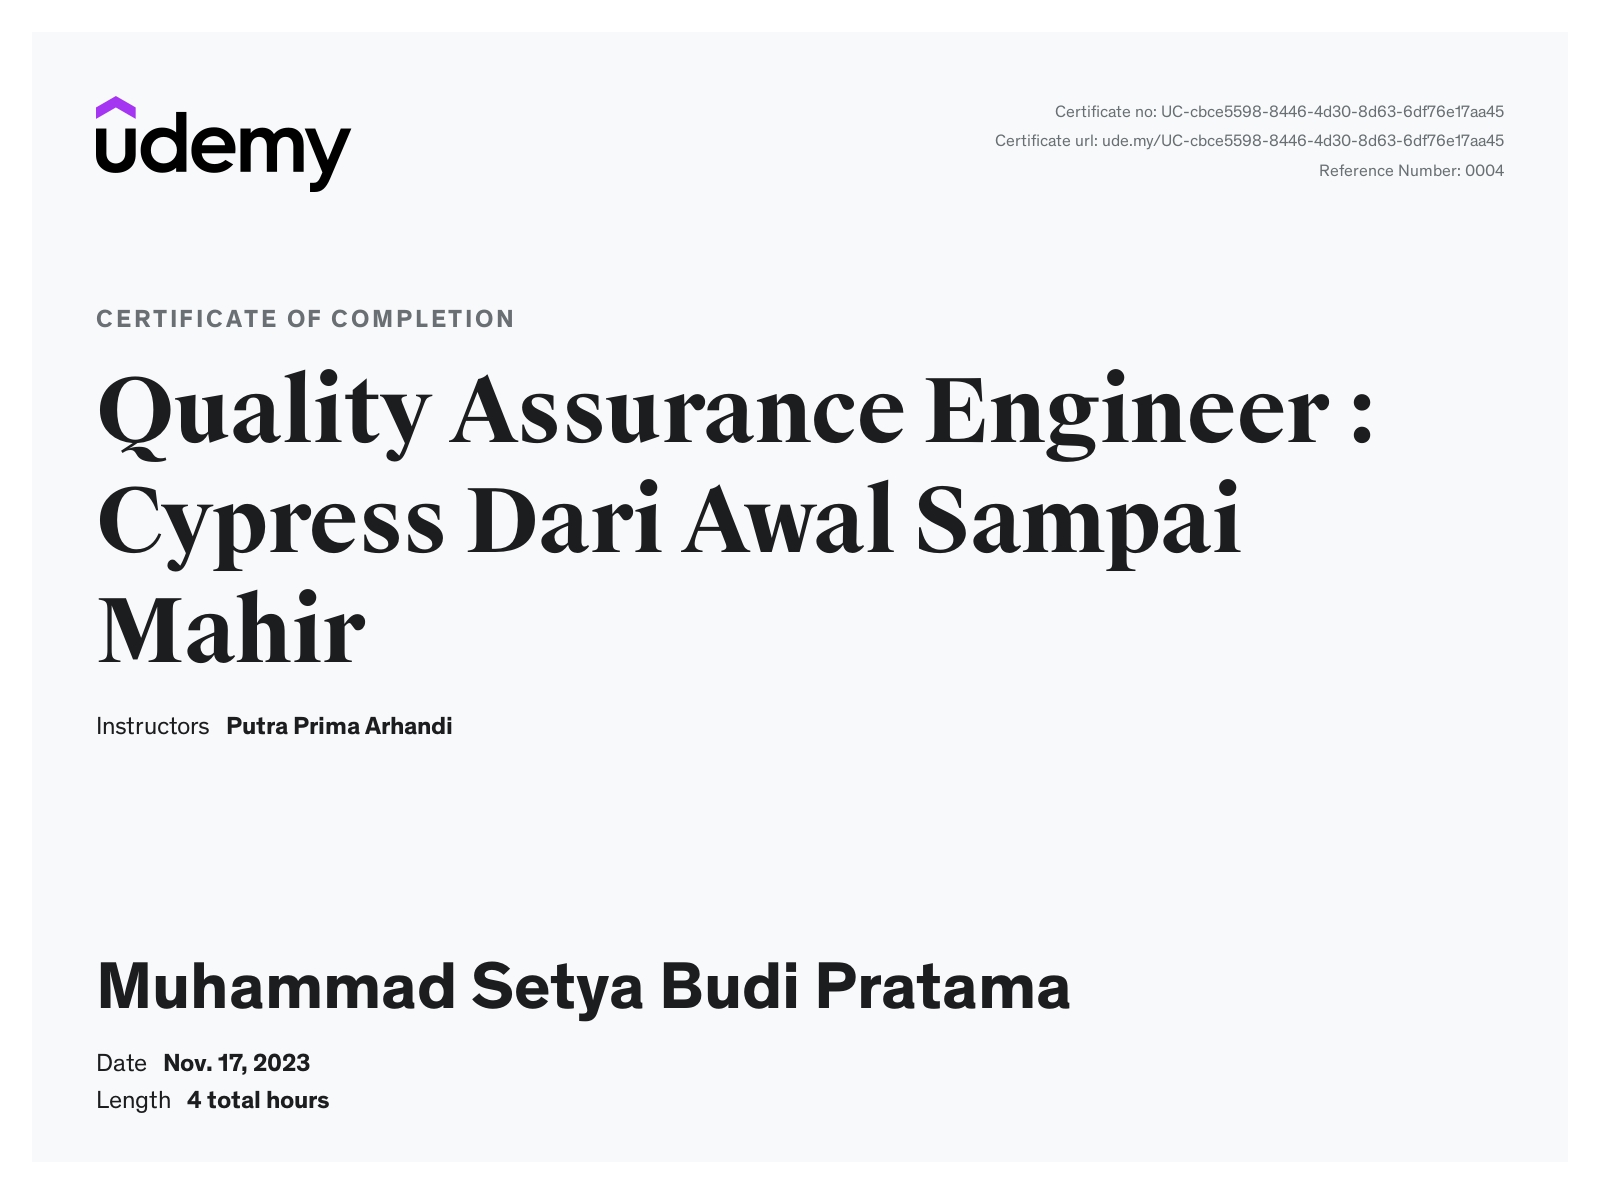 udemy
Certificate no: UC-cbce5598-8446-4d30-8d63-6df76e17aa45
Certificate url: ude.my/UC-cbce5598-8446-4d30-8d63-6df76e17aa45
Reference Number: 0004
CERTIFICATE OF COMPLETION
Quality Assurance Engineer :
Cypress Dari Awal Sampai
Mahir
Instructors Putra Prima Arhandi
Muhammad Setya Budi Pratama
Date Nov. 17, 2023
Length 4 total hours